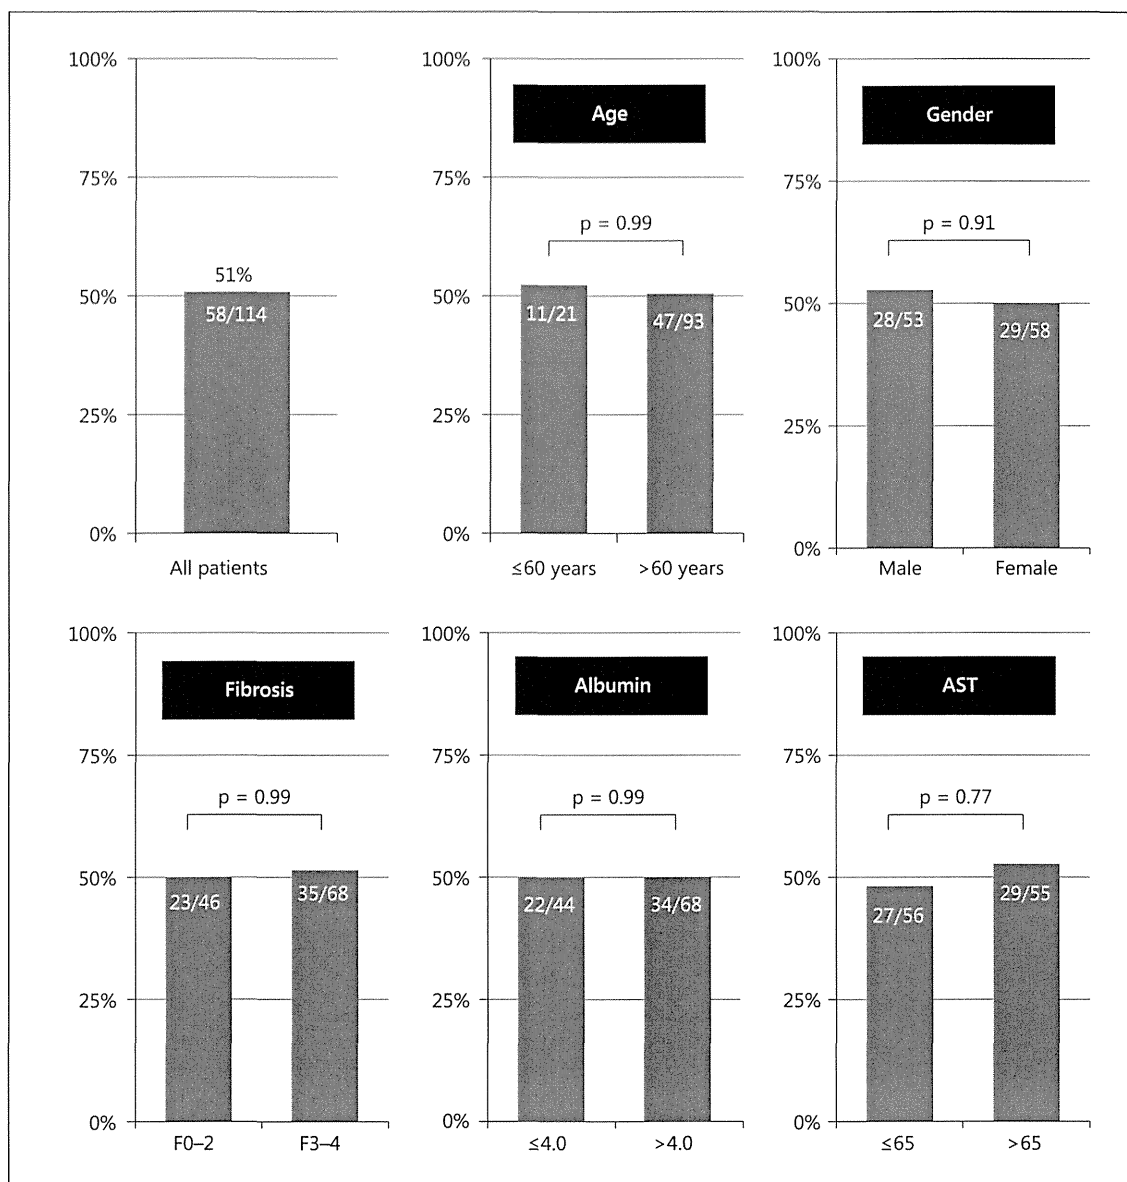 100%
75%
51%
50%
58/114
25%
0%
All patients
100%
Age
75%
p = 0.99
50%
11/21 47/93
25%
0%
≤60 years >60 years
100%
Gender
75%
p = 0.91
50%
28/53 29/58
25%
0%
Male Female
100%
Fibrosis
75%
p = 0.99
50%
23/46 35/68
25%
0%
F0–2 F3–4
100%
Albumin
75%
p = 0.99
50%
22/44 34/68
25%
0%
≤4.0 >4.0
100%
AST
75%
p = 0.77
50%
27/56 29/55
25%
0%
≤65 >65